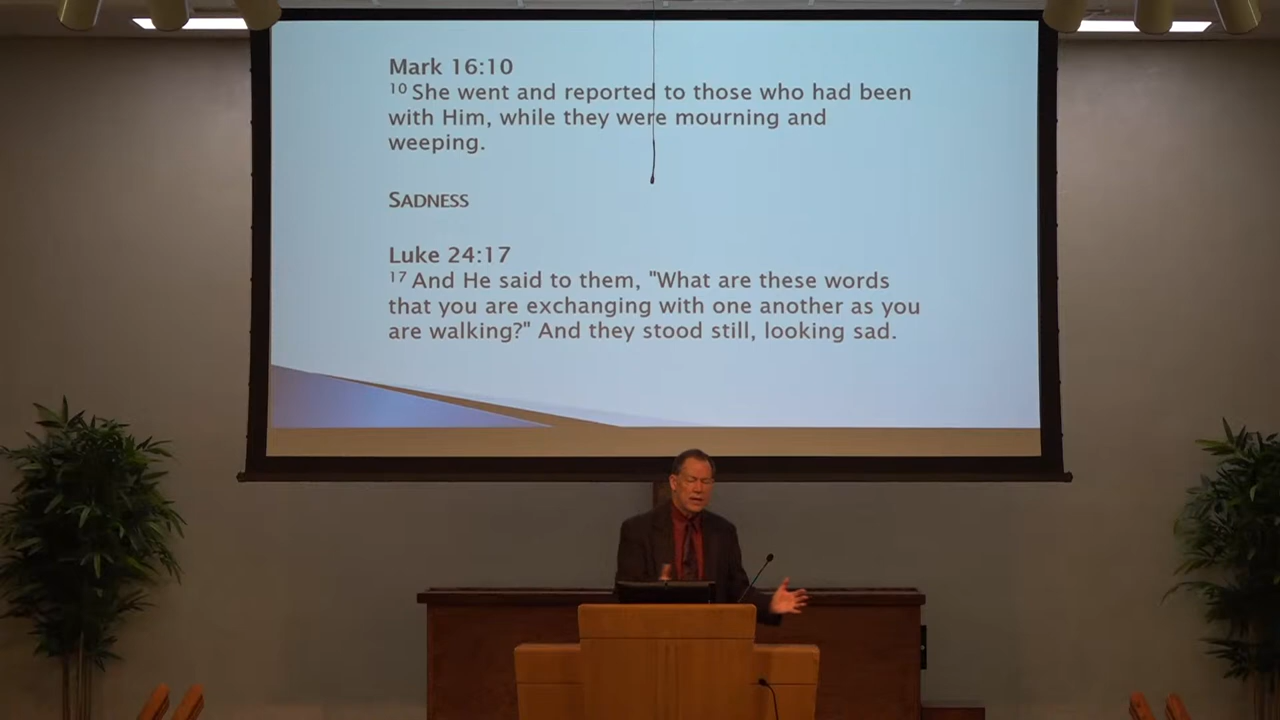 Mark 16:10
10 She went and reported to those who had been
with Him, while they were mourning and
weeping.
SADNESS
Luke 24:17
17 And He said to them, "What are these words
that you are exchanging with one another as you
are walking?" And they stood still, looking sad.